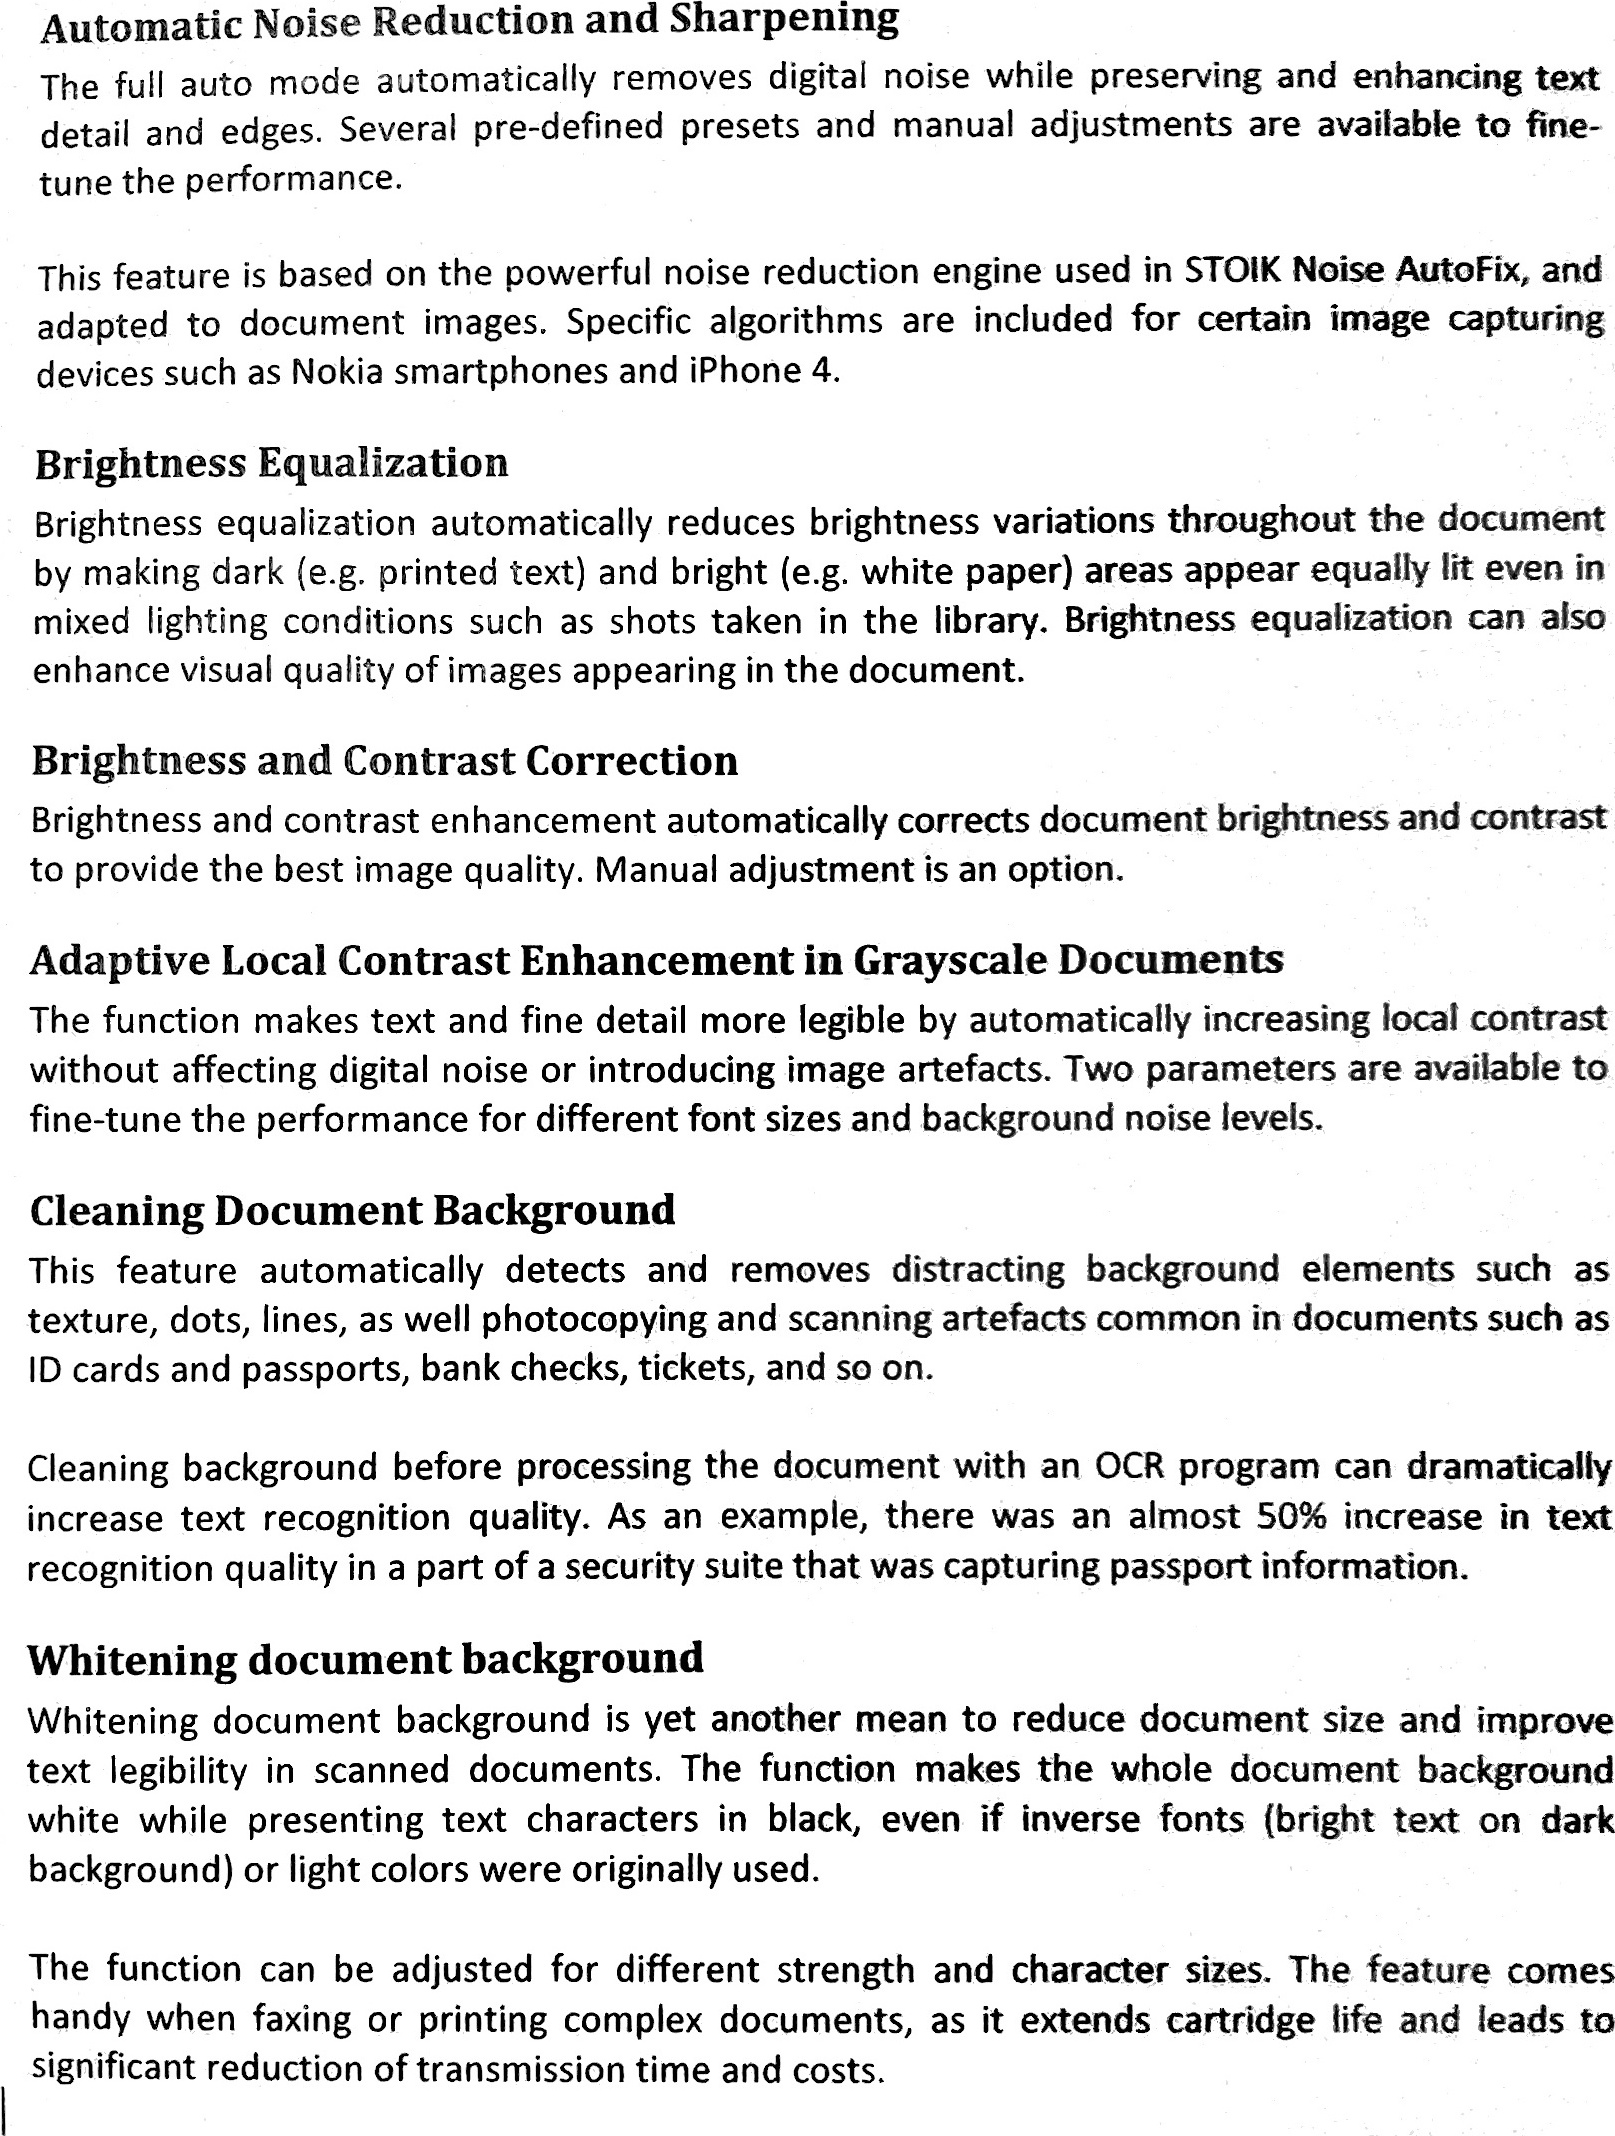 Automatic Noise Reduction and Sharpening
The full auto mode automatically removes digital noise while preserving and enhancing text
detail and edges. Several pre-defined presets and manual adjustments are available to fine-
tune the performance.
This feature is based on the powerful noise reduction engine used in STOIK Noise AutoFix, and
adapted to document images. Specific algorithms are included for certain image capturing
devices such as Nokia smartphones and iPhone 4.
Brightness Equalization
Brightness equalization automatically reduces brightness variations throughout the document
by making dark (e.g. printed text) and bright (e.g. white paper) areas appear equally lit even in
mixed lighting conditions such as shots taken in the library. Brightness equalization can also
enhance visual quality of images appearing in the document.
Brightness and Contrast Correction
Brightness and contrast enhancement automatically corrects document brightness and contrast
to provide the best image quality. Manual adjustment is an option.
Adaptive Local Contrast Enhancement in Grayscale Documents
The function makes text and fine detail more legible by automatically increasing local contrast
without affecting digital noise or introducing image artefacts. Two parameters are available to
fine-tune the performance for different font sizes and background noise levels.
Cleaning Document Background
This feature automatically detects and removes distracting background elements such as
texture, dots, lines, as well photocopying and scanning artefacts common in documents such as
ID cards and passports, bank checks, tickets, and so on.
Cleaning background before processing the document with an OCR program can dramatically
increase text recognition quality. As an example, there was an almost 50% increase in text
recognition quality in a part of a security suite that was capturing passport information.
Whitening document background
Whitening document background is yet another mean to reduce document size and improve
text legibility in scanned documents. The function makes the whole document background
white while presenting text characters in black, even if inverse fonts (bright text on dark
background) or light colors were originally used.
The function can be adjusted for different strength and character sizes. The feature comes
handy when faxing or printing complex documents, as it extends cartridge life and leads to
significant reduction of transmission time and costs.